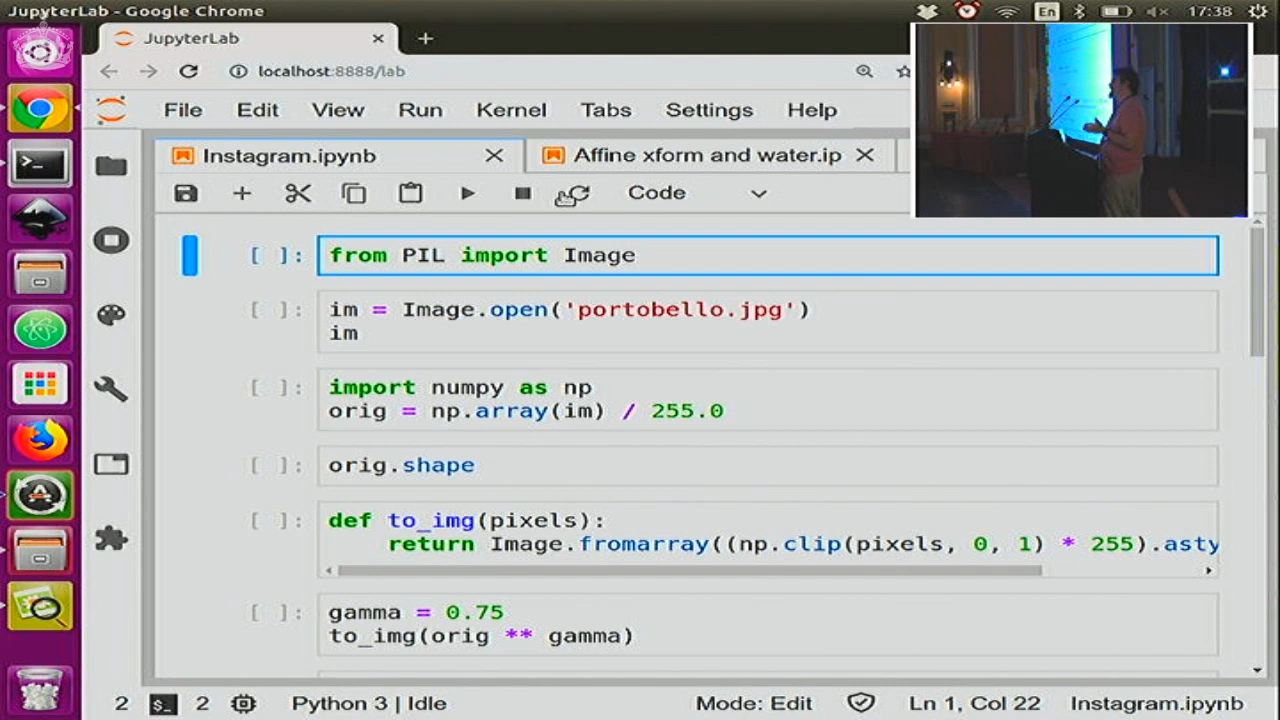 JupyterLab - Google Chrome
En
17:38
JupyterLab
localhost:8888/lab
File Edit View Run Kernel Tabs Settings Help
Instagram.ipynb
Affine xform and water.ip
Code
[ ]: from PIL import Image
[ ]: im = Image.open('portobello.jpg')
im
[ ]: import numpy as np
orig = np.array(im) / 255.0
[ ]: orig.shape
[ ]: def to_img(pixels):
return Image.fromarray((np.clip(pixels, 0, 1) * 255).asty
[ ]: gamma = 0.75
to_img(orig ** gamma)
2 $_ 2 Python 3 | Idle Mode: Edit Ln 1, Col 22 Instagram.ipynb